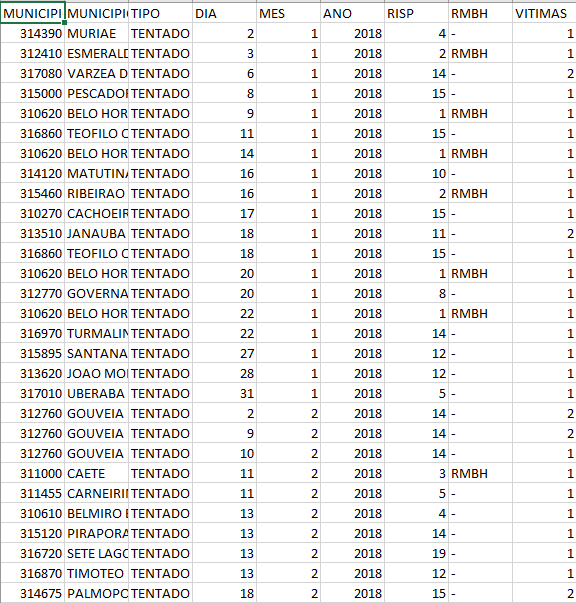 MUNICIPI MUNICIPI TIPO DIA MES ANO RISP RMBH VITIMAS
314390 MURIAE TENTADO 2 1 2018 4 - 1
312410 ESMERALD TENTADO 3 1 2018 2 RMBH 1
317080 VARZEA D TENTADO 6 1 2018 14 - 2
315000 PESCADOR TENTADO 8 1 2018 15 - 1
310620 BELO HOR TENTADO 9 1 2018 1 RMBH 1
316860 TEOFILO O TENTADO 11 1 2018 15 - 1
310620 BELO HOR TENTADO 14 1 2018 1 RMBH 1
314120 MATUTINA TENTADO 16 1 2018 10 - 1
315460 RIBEIRAO TENTADO 16 1 2018 2 RMBH 1
310270 CACHOEIR TENTADO 17 1 2018 15 - 1
313510 JANAUBA TENTADO 18 1 2018 11 - 2
316860 TEOFILO O TENTADO 18 1 2018 15 - 1
310620 BELO HOR TENTADO 20 1 2018 1 RMBH 1
312770 GOVERNA TENTADO 20 1 2018 8 - 1
310620 BELO HOR TENTADO 22 1 2018 1 RMBH 1
316970 TURMALIN TENTADO 22 1 2018 14 - 1
315895 SANTANA TENTADO 27 1 2018 12 - 1
313620 JOAO MO TENTADO 28 1 2018 12 - 1
317010 UBERABA TENTADO 31 1 2018 5 - 1
312760 GOUVEIA TENTADO 2 2 2018 14 - 2
312760 GOUVEIA TENTADO 9 2 2018 14 - 2
312760 GOUVEIA TENTADO 10 2 2018 14 - 1
311000 CAETE TENTADO 11 2 2018 3 RMBH 1
311455 CARNEIRI TENTADO 11 2 2018 5 - 1
310610 BELMIRO B TENTADO 13 2 2018 4 - 1
315120 PIRAPORA TENTADO 13 2 2018 14 - 1
316720 SETE LAGO TENTADO 13 2 2018 19 - 1
316870 TIMOTEO TENTADO 13 2 2018 12 - 1
314675 PALMOPO TENTADO 18 2 2018 15 - 2